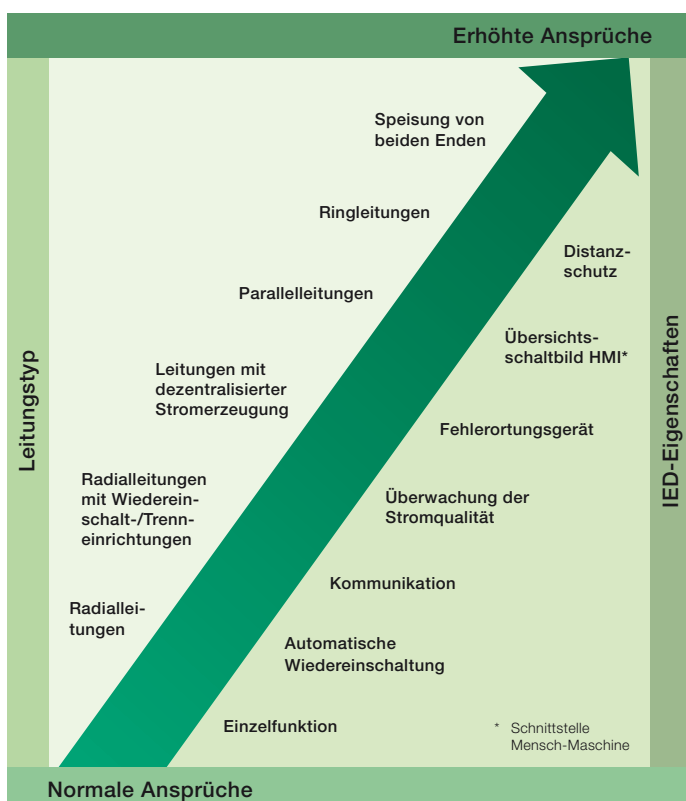 Erhöhte Ansprüche
Leitungstyp
Speisung von
beiden Enden
Ringleitungen
Parallelleitungen
Leitungen mit
dezentralisierter
Stromerzeugung
Radialleitungen
mit Wiederein-
schalt-/Trenn-
einrichtungen
Radiallei-
tungen
Distanz-
schutz
Übersichts-
schaltbild HMI*
Fehlerortungsgerät
Überwachung der
Stromqualität
Kommunikation
Automatische
Wiedereinschaltung
Einzelfunktion
IED-Eigenschaften
* Schnittstelle
Mensch-Maschine
Normale Ansprüche